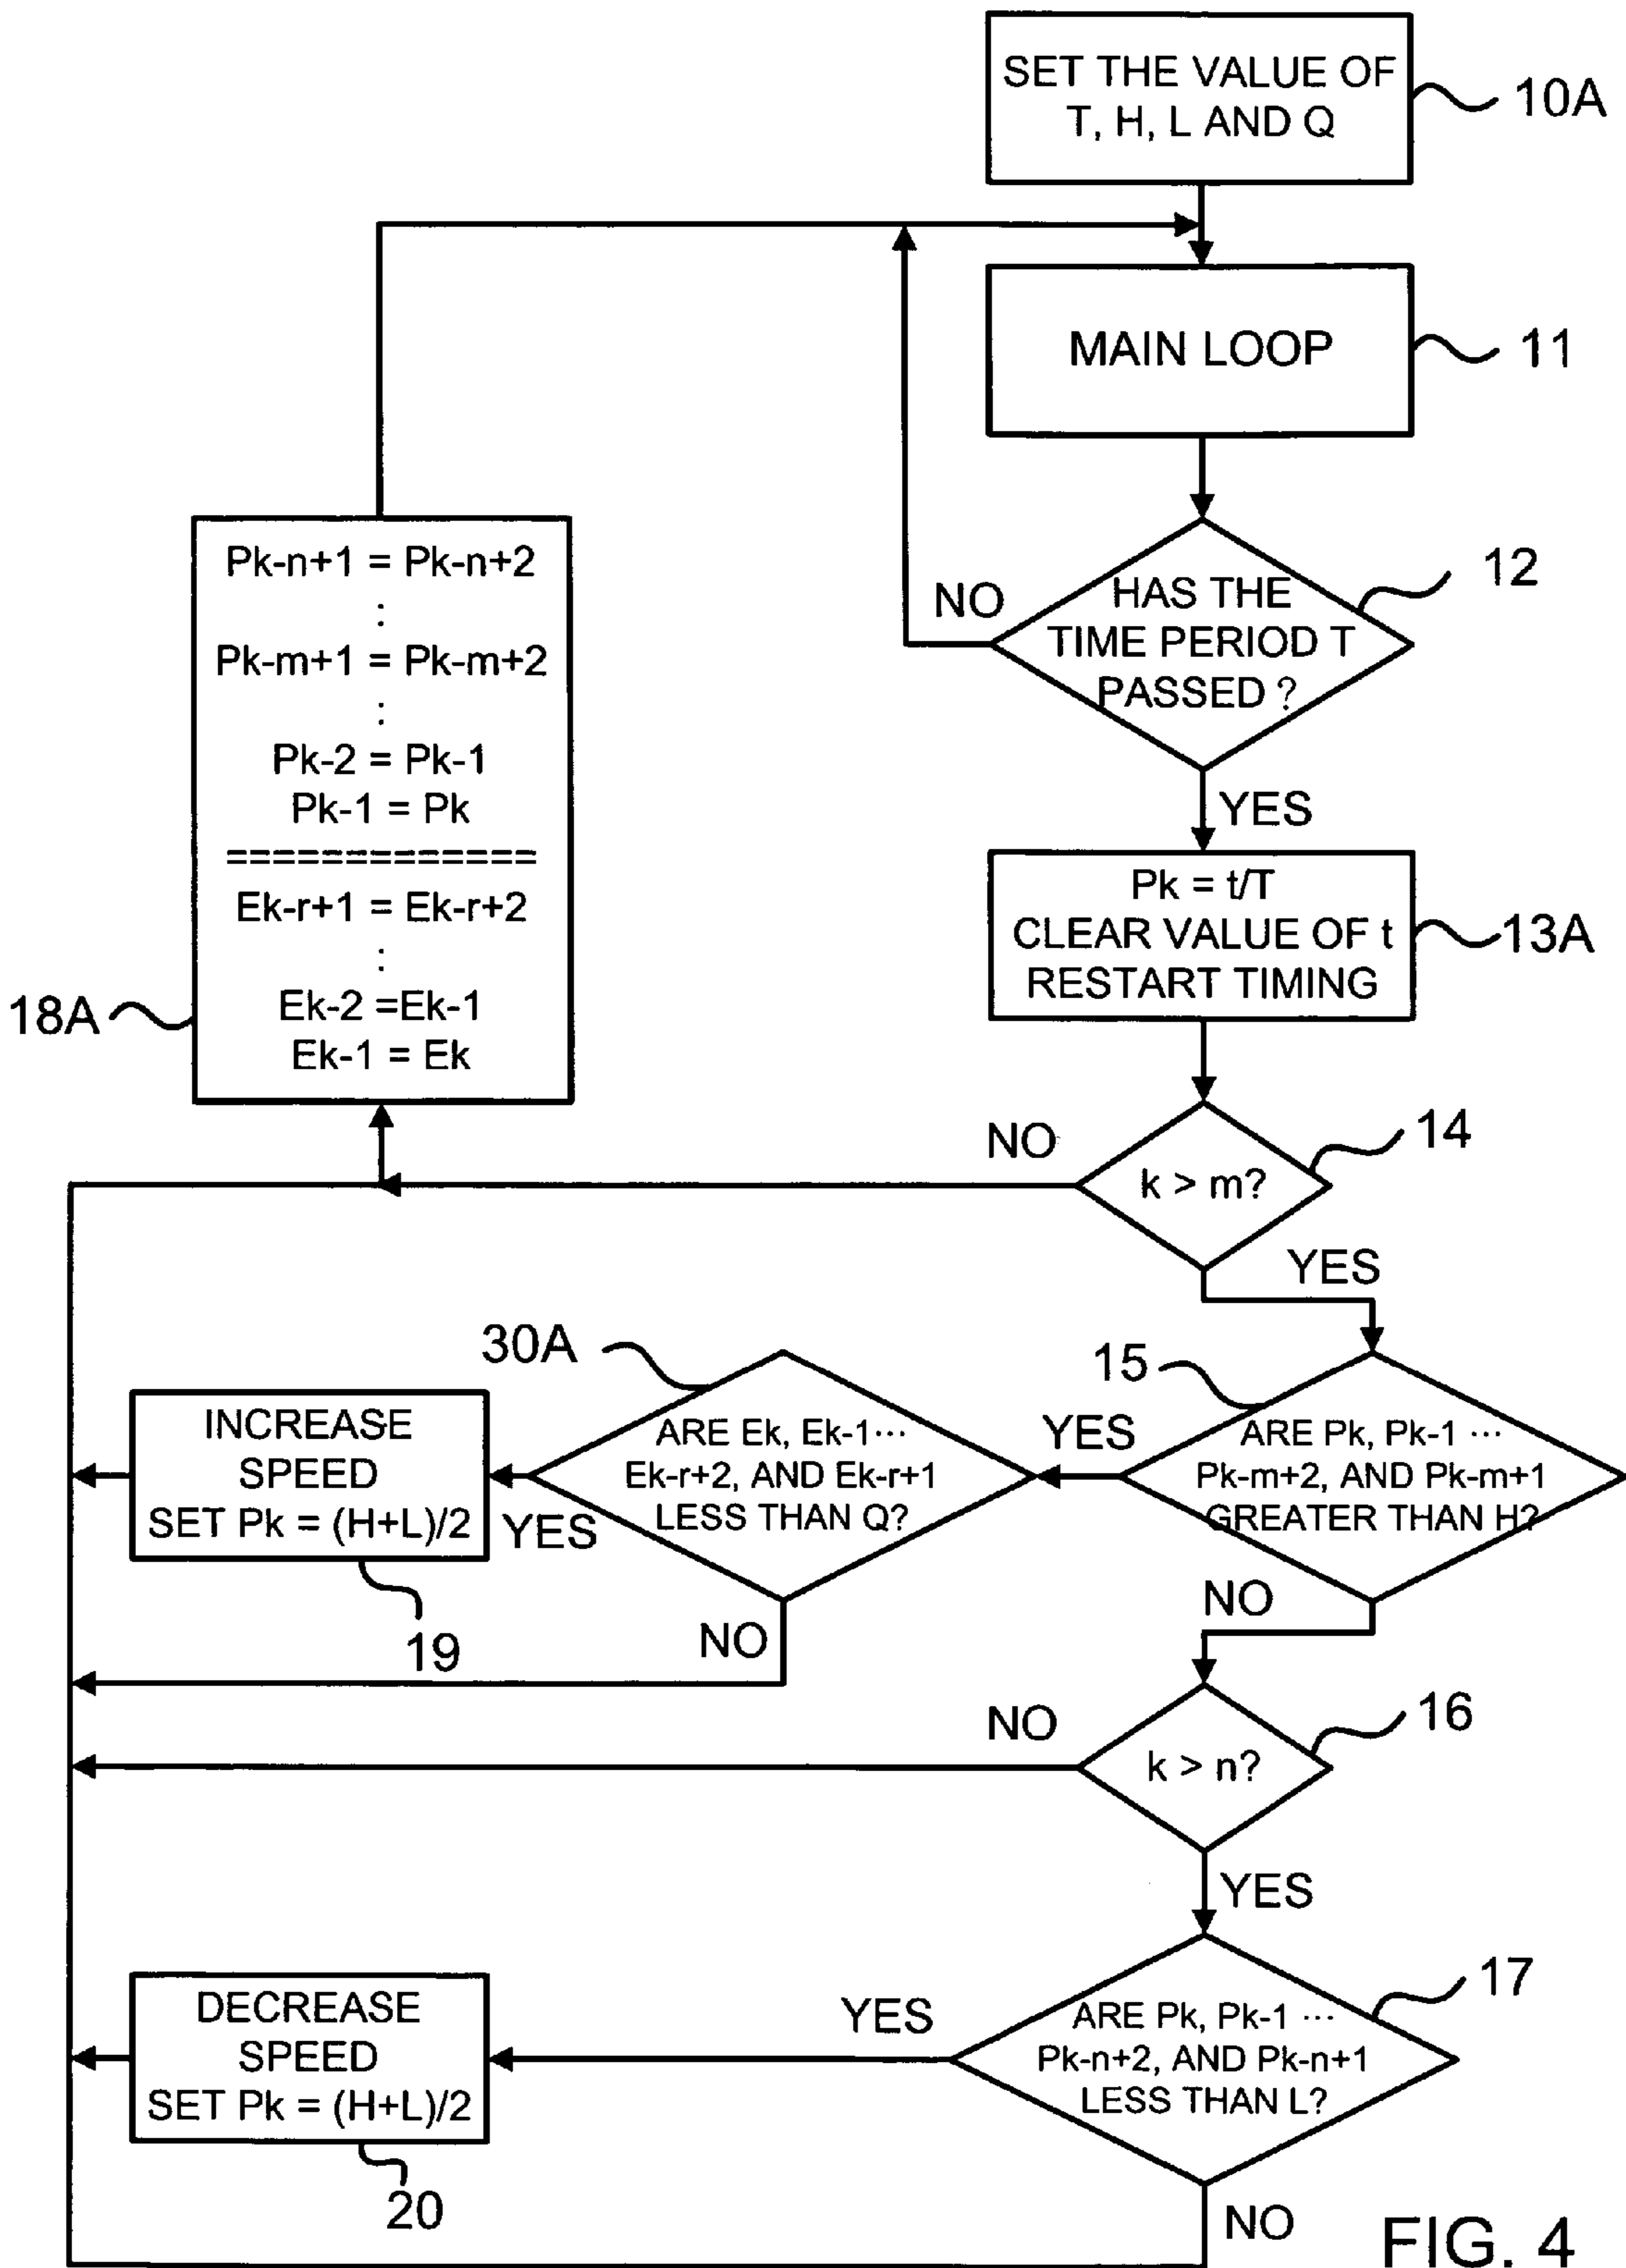 SET THE VALUE OF
T, H, L AND Q
10A
MAIN LOOP
11
HAS THE
TIME PERIOD T
PASSED ?
12
NO
YES
Pk = t/T
CLEAR VALUE OF t
RESTART TIMING
13A
Pk-n+1 = Pk-n+2
:
Pk-m+1 = Pk-m+2
:
Pk-2 = Pk-1
Pk-1 = Pk
=============
Ek-r+1 = Ek-r+2
:
Ek-2 =Ek-1
Ek-1 = Ek
18A
k > m?
14
NO
YES
ARE Pk, Pk-1 ···
Pk-m+2, AND Pk-m+1
GREATER THAN H?
15
YES
NO
ARE Ek, Ek-1···
Ek-r+2, AND Ek-r+1
LESS THAN Q?
30A
YES
NO
INCREASE
SPEED
SET Pk = (H+L)/2
19
k > n?
16
NO
YES
ARE Pk, Pk-1 ···
Pk-n+2, AND Pk-n+1
LESS THAN L?
17
YES
NO
DECREASE
SPEED
SET Pk = (H+L)/2
20
FIG. 4